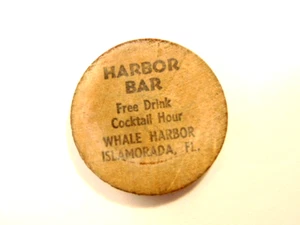 HARBOR
BAR
Free Drink
Cocktail Hour
WHALE HARBOR
ISLAMORADA, FL.